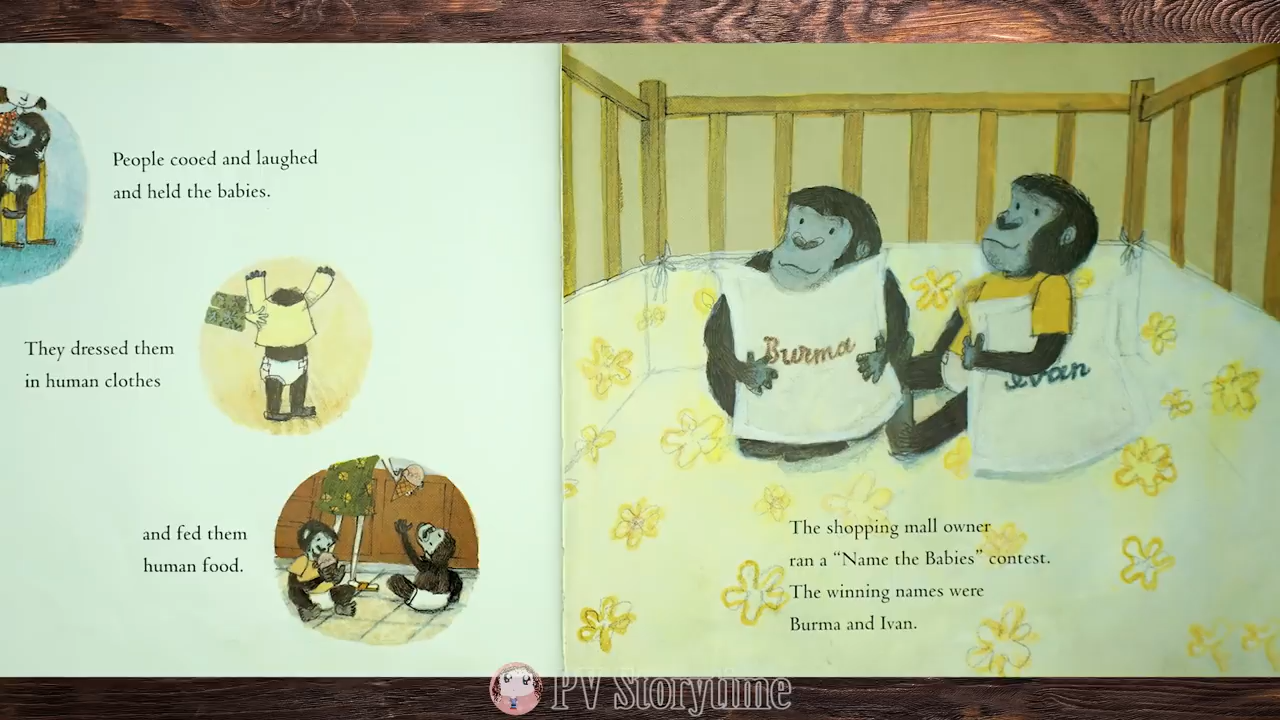 People cooed and laughed
and held the babies.
They dressed them
in human clothes
and fed them
human food.
Burma
Ivan
The shopping mall owner
ran a “Name the Babies” contest.
The winning names were
Burma and Ivan.
PV Storytime